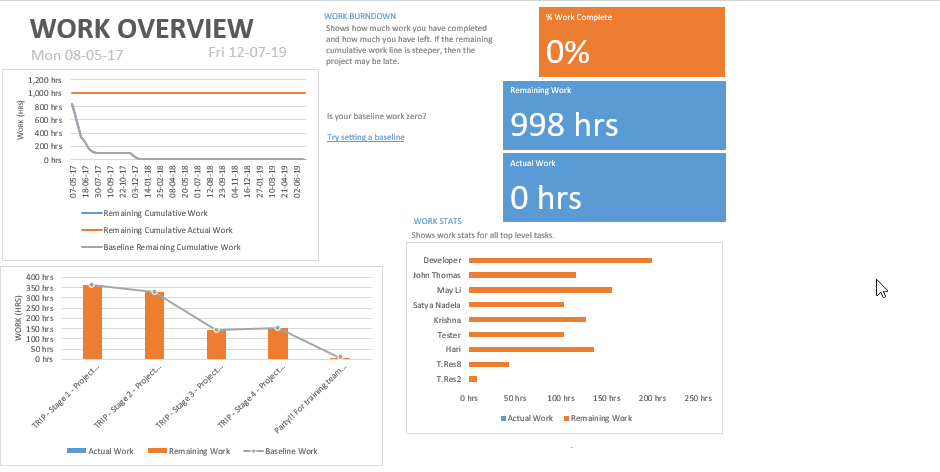 WORK OVERVIEW
Mon 08-05-17
Fri 12-07-19
WORK BURNDOWN
Shows how much work you have completed
and how much you have left. If the remaining
cumulative work line is steeper, then the
project may be late.
Is your baseline work zero?
Try setting a baseline
% Work Complete
0%
Remaining Work
998 hrs
Actual Work
0 hrs
WORK (HRS)
1,200 hrs
1,000 hrs
800 hrs
600 hrs
400 hrs
200 hrs
0 hrs
07-05-17
18-06-17
30-07-17
10-09-17
22-10-17
03-12-17
14-01-18
25-02-18
08-04-18
20-05-18
01-07-18
12-08-18
23-09-18
04-11-18
16-12-18
27-01-19
10-03-19
21-04-19
02-06-19
Remaining Cumulative Work
Remaining Cumulative Actual Work
Baseline Remaining Cumulative Work
WORK STATS
Shows work stats for all top level tasks.
WORK (HRS)
400 hrs
350 hrs
300 hrs
250 hrs
200 hrs
150 hrs
100 hrs
50 hrs
0 hrs
TRIP - Stage 1 - Project...
TRIP - Stage 2 - Project...
TRIP - Stage 3 - Project...
TRIP - Stage 4 - Project...
Party!! For training team...
Actual Work
Remaining Work
Baseline Work
Developer
John Thomas
May Li
Satya Nadela
Krishna
Tester
Hari
T.Res8
T.Res2
0 hrs
50 hrs
100 hrs
150 hrs
200 hrs
250 hrs
Actual Work
Remaining Work